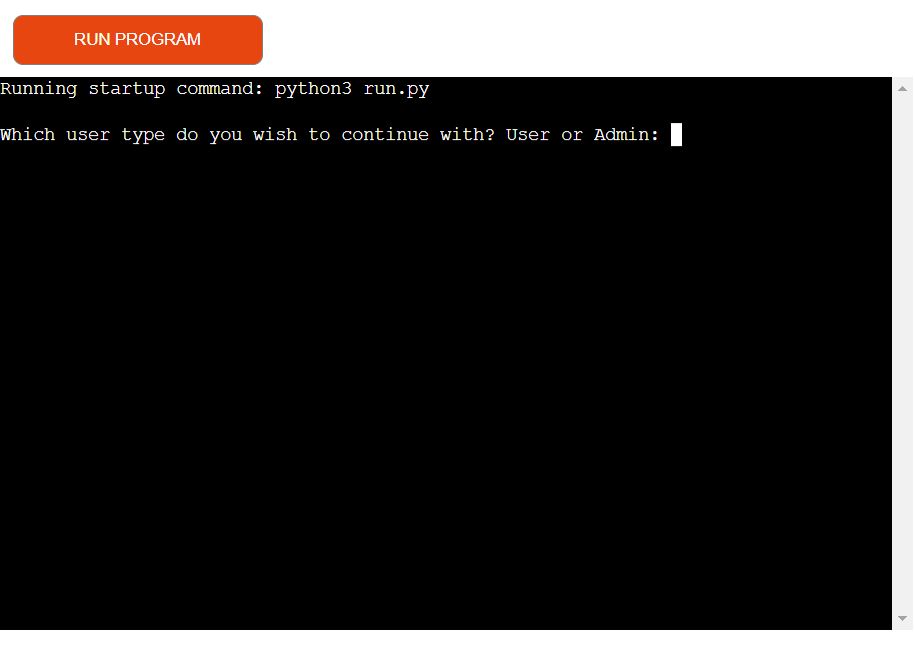 RUN PROGRAM
Running startup command: python3 run.py
Which user type do you wish to continue with? User or Admin: